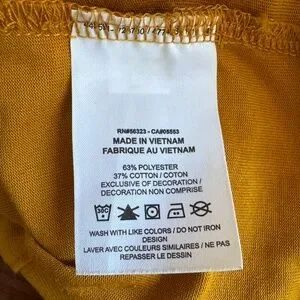 RN#56323 - CA#05553
MADE IN VIETNAM
FABRIQUE AU VIETNAM
63% POLYESTER
37% COTTON / COTON
EXCLUSIVE OF DECORATION /
DECORATION NON COMPRISE
30C
WASH WITH LIKE COLORS / DO NOT IRON
DESIGN
LAVER AVEC COULEURS SIMILAIRES / NE PAS
REPASSER LE DESSIN